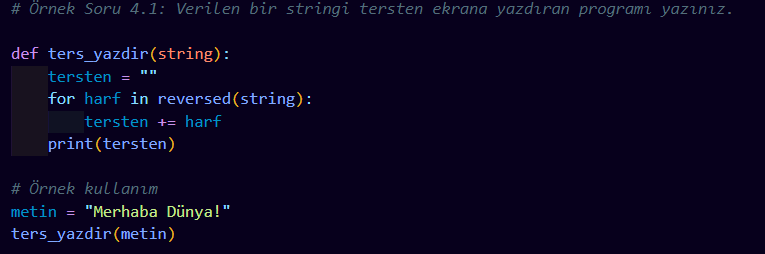 # Örnek Soru 4.1: Verilen bir stringi tersten ekrana yazdıran programı yazınız.
def ters_yazdir(string):
    tersten = ""
    for harf in reversed(string):
        tersten += harf
    print(tersten)
# Örnek kullanım
metin = "Merhaba Dünya!"
ters_yazdir(metin)